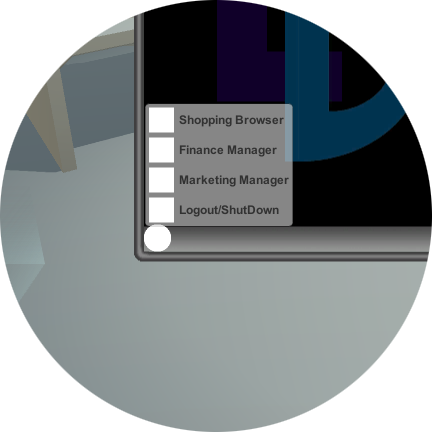 Shopping Browser
Finance Manager
Marketing Manager
Logout/ShutDown